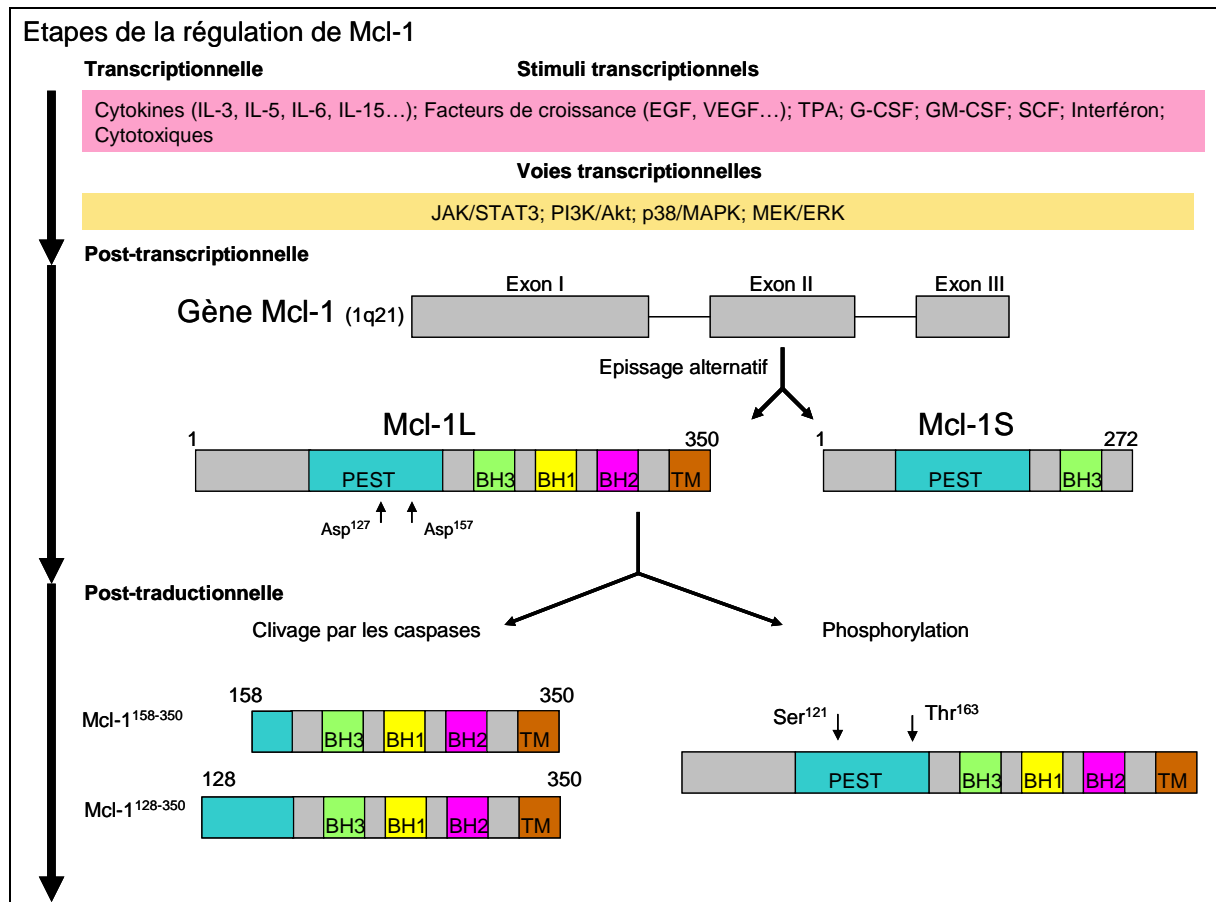 Etapes de la régulation de Mcl-1
Transcriptionnelle
Stimuli transcriptionnels
Cytokines (IL-3, IL-5, IL-6, IL-15…); Facteurs de croissance (EGF, VEGF…); TPA; G-CSF; GM-CSF; SCF; Interféron;
Cytotoxiques
Voies transcriptionnelles
JAK/STAT3; PI3K/Akt; p38/MAPK; MEK/ERK
Post-transcriptionnelle
Exon I
Exon II
Exon III
Gène Mcl-1 (1q21)
Epissage alternatif
Mcl-1L
1
350
PEST
BH3
BH1
BH2
TM
Asp127
Asp157
Mcl-1S
1
272
PEST
BH3
Post-traductionnelle
Clivage par les caspases
Phosphorylation
158
350
Mcl-1158-350
BH3
BH1
BH2
TM
128
350
Mcl-1128-350
BH3
BH1
BH2
TM
Ser121
Thr163
PEST
BH3
BH1
BH2
TM